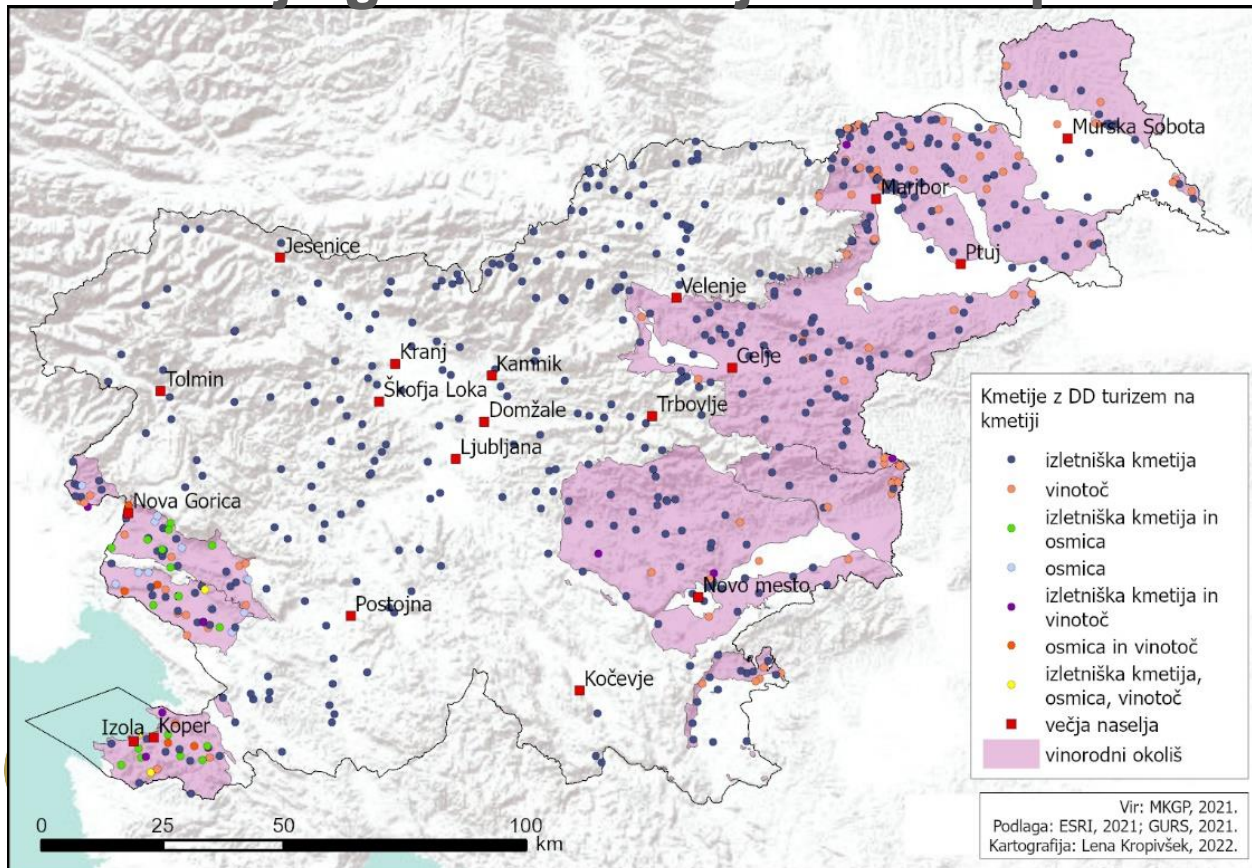 Murska Sobota
Maribor
Jesenice
Ptuj
Velenje
Kranj
Kamnik
Celje
Tolmin
Škofja Loka
Domžale
Trbovlje
Ljubljana
Nova Gorica
Novo mesto
Postojna
Kočevje
Izola
Koper
Kmetije z DD turizem na
kmetiji
izletniška kmetija
vinotoč
izletniška kmetija in
osmica
osmica
izletniška kmetija in
vinotoč
osmica in vinotoč
izletniška kmetija,
osmica, vinotoč
večja naselja
vinorodni okoliš
0 25 50 100
km
Vir: MKGP, 2021.
Podlaga: ESRI, 2021; GURS, 2021.
Kartografija: Lena Kropivšek, 2022.